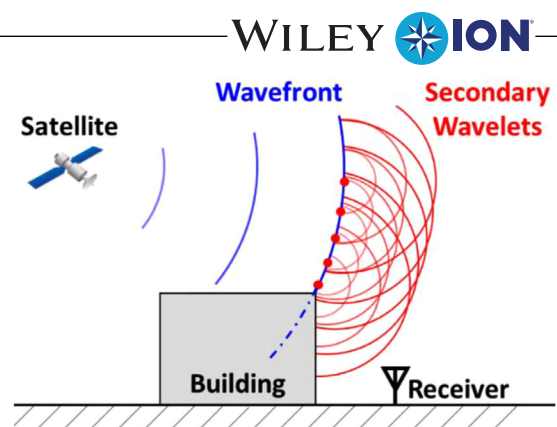 WILEY ION
Wavefront
Secondary
Wavelets
Satellite
Building
Receiver